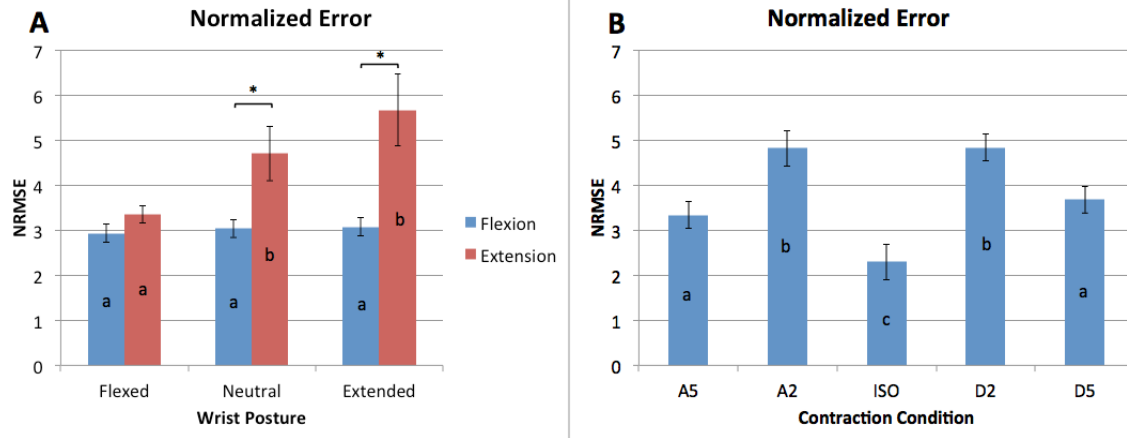 A
Normalized Error
7
6
5
4
3
2
1
0
NRMSE
*
*
a
a
a
b
a
b
Flexed
Neutral
Extended
Wrist Posture
Flexion
Extension
B
Normalized Error
7
6
5
4
3
2
1
0
NRMSE
a
b
c
b
a
A5
A2
ISO
D2
D5
Contraction Condition